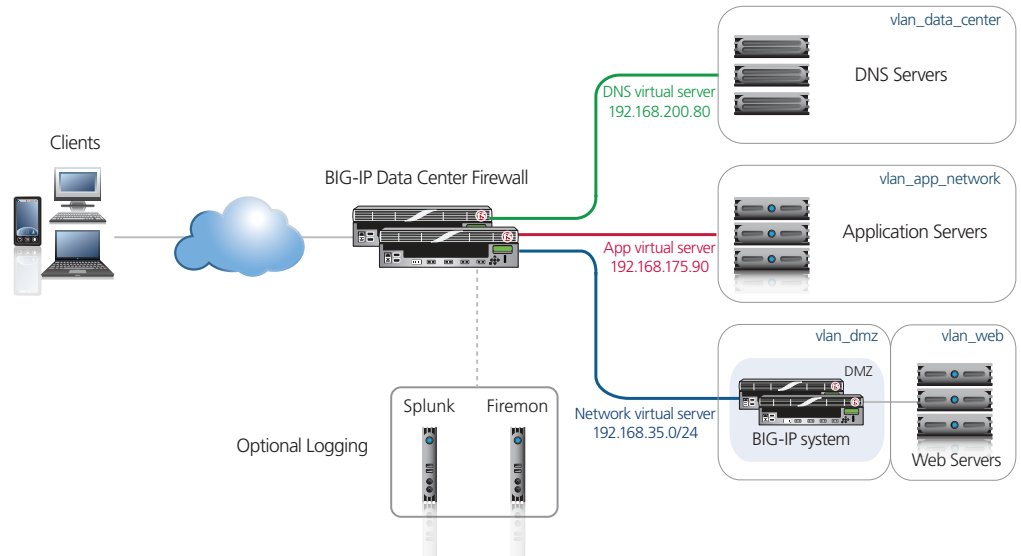 vlan_data_center
DNS Servers
DNS virtual server
192.168.200.80
Clients
BIG-IP Data Center Firewall
f5
f5
vlan_app_network
Application Servers
App virtual server
192.168.175.90
vlan_dmz
vlan_web
DMZ
Splunk
Firemon
Network virtual server
192.168.35.0/24
BIG-IP system
Optional Logging
Web Servers